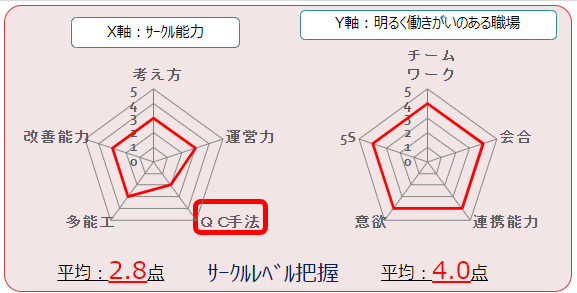 X軸：ｻｰｸﾙ能力
Y軸：明るく働きがいのある職場
考え方
5
4
3
2
1
0
改善能力
運営力
多能工
ＱＣ手法
チーム
ワーク
5
4
3
2
1
0
5S
会合
意欲
連携能力
平均：2.8点
ｻｰｸﾙﾚﾍﾞﾙ把握
平均：4.0点